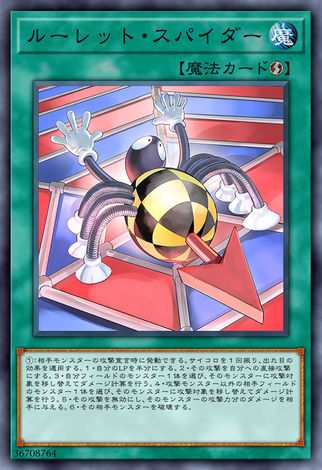 ルーレット・スパイダー 魔
【魔法カード】
①:相手モンスターの攻撃宣言時に発動できる。サイコロを1回振り、出た目の
効果を適用する。1・自分のLPを半分にする。2・その攻撃を自分への直接攻撃
にする。3・自分フィールドのモンスター1体を選び、そのモンスターに攻撃対
象を移し替えてダメージ計算を行う。4・攻撃モンスター以外の相手フィールド
のモンスター1体を選び、そのモンスターに攻撃対象を移し替えてダメージ計算
を行う。5・その攻撃を無効にし、そのモンスターの攻撃力分のダメージを相手
に与える。6・その相手モンスターを破壊する。
36708764